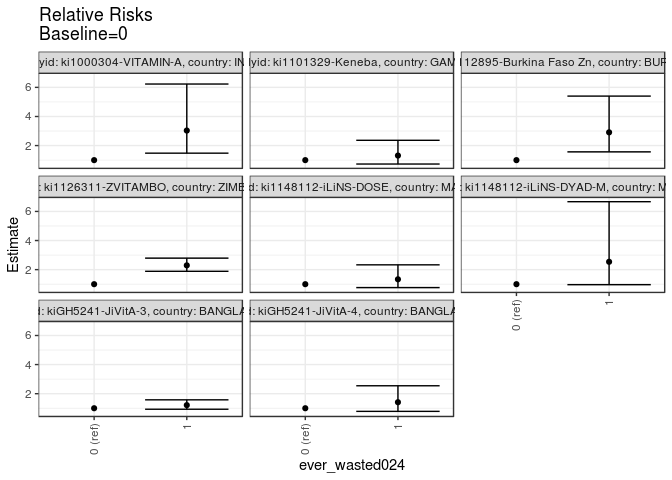 Relative Risks
Baseline=0
yid: ki1000304-VITAMIN-A, country: IN
yid: ki1101329-Keneba, country: GAM
112895-Burkina Faso Zn, country: BUR
6
4
2
: ki1126311-ZVITAMBO, country: ZIMB
d: ki1148112-iLiNS-DOSE, country: MA
: ki1148112-iLiNS-DYAD-M, country: M
6
4
2
Estimate
d: kiGH5241-JiVitA-3, country: BANGLA
d: kiGH5241-JiVitA-4, country: BANGLA
0 (ref)
1
6
4
2
0 (ref)
1
0 (ref)
1
ever_wasted024